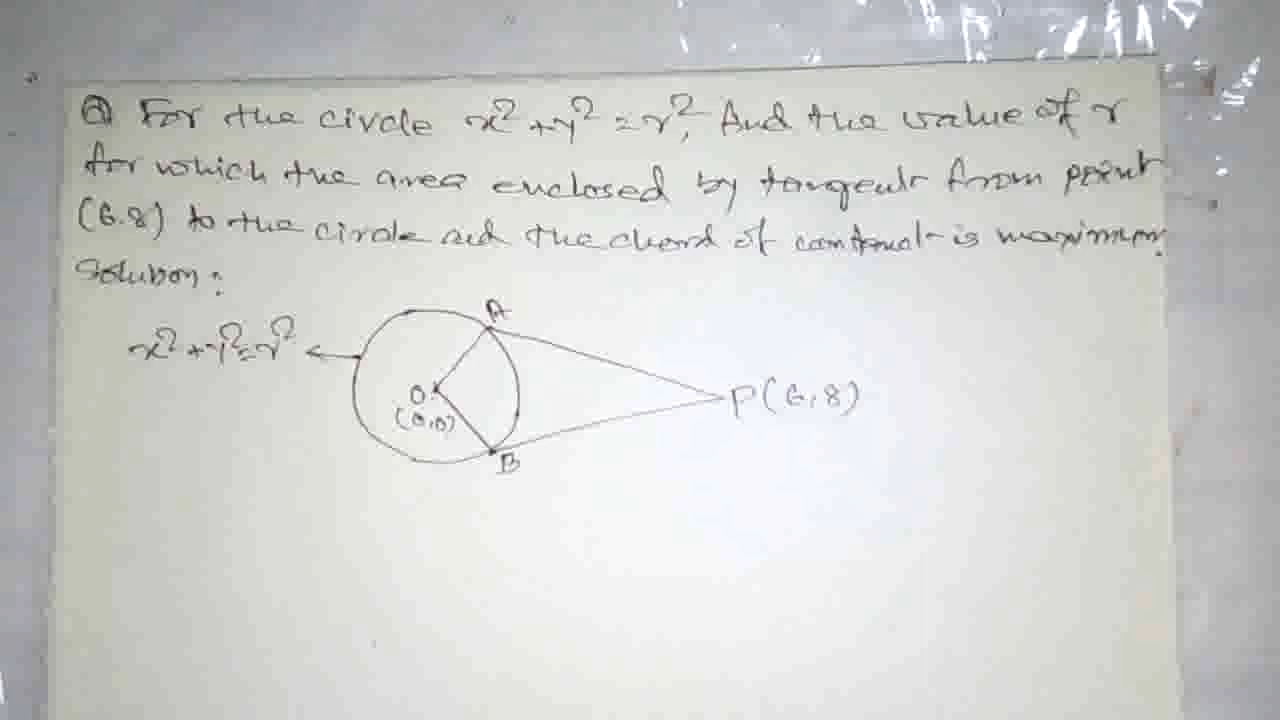 Q For the circle x²+y²=r², And the value of r
for which the area enclosed by tangents from point
(6.8) to the circle and the chord of contact is maximum.
Solution:
A
x²+y²=r²
O
P(6,8)
(0,0)
B